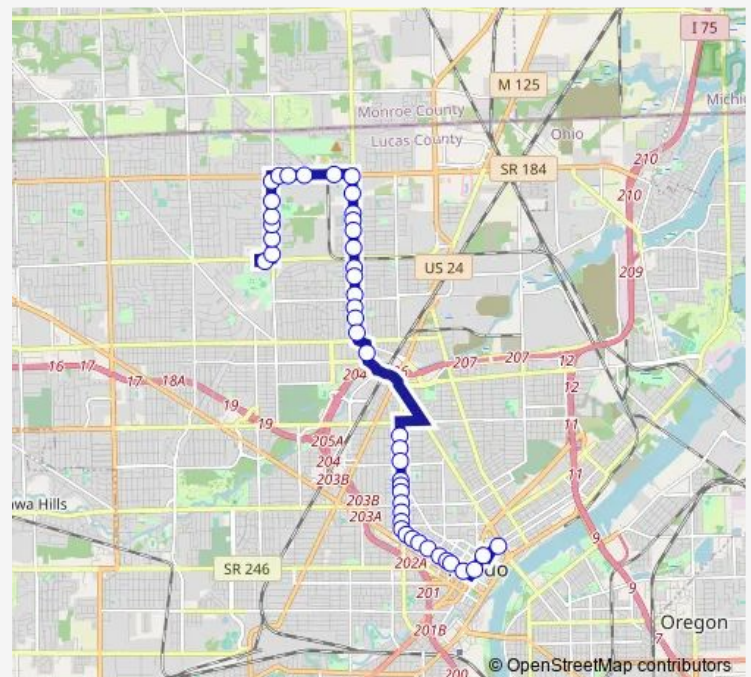 I 75
M 125
Monroe County
Michi
Lucas County
Ohio
210
SR 184
210
US 24
209
207
207
12
16
17
17
18A
204
12
19
19
11
205A
204
203B
11
wa Hills
203B
203A
9
202A
SR 246
uo
201
9
Oregon
201B
7
200
© OpenStreetMap contributors